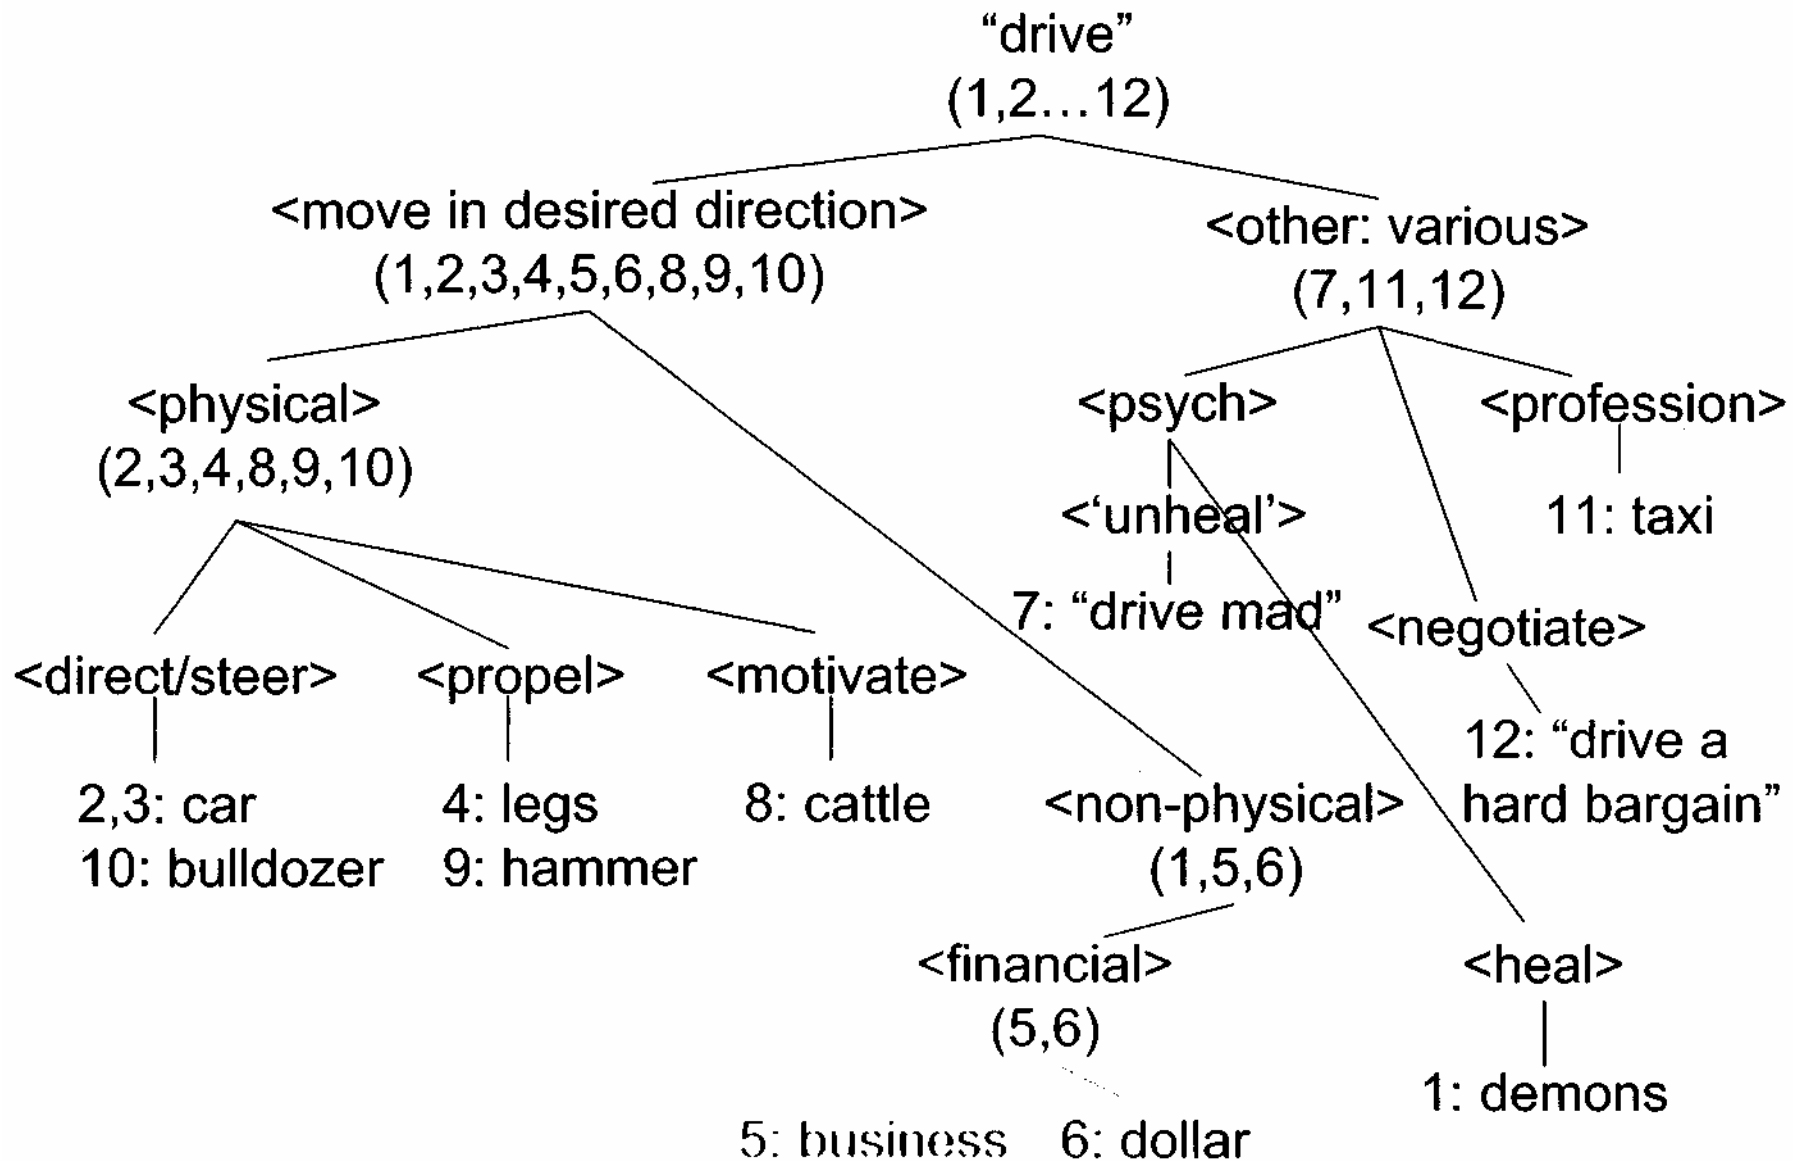 “drive”
(1,2...12)
<move in desired direction>
(1,2,3,4,5,6,8,9,10)
<other: various>
(7,11,12)
<physical>
(2,3,4,8,9,10)
<psych>
<profession>
<‘unheal’>
11: taxi
7: “drive mad”
<negotiate>
<direct/steer>
<propel>
<motivate>
12: “drive a
hard bargain”
2,3: car
10: bulldozer
4: legs
9: hammer
8: cattle
<non-physical>
(1,5,6)
<financial>
(5,6)
<heal>
1: demons
5: business
6: dollar